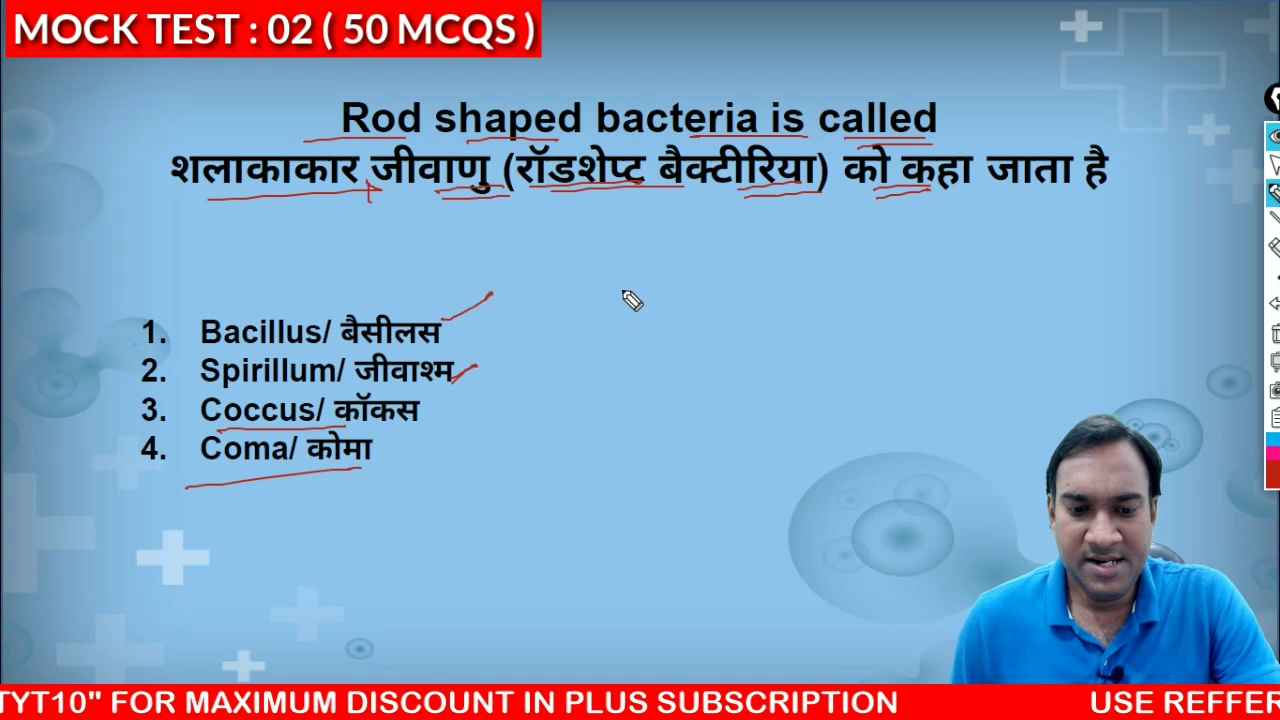 MOCK TEST : 02 ( 50 MCQS )
Rod shaped bacteria is called
शलाकाकार जीवाणु (रॉडशेप्ट बैक्टीरिया) को कहा जाता है
1. Bacillus/ बैसीलस
2. Spirillum/ जीवाश्म
3. Coccus/ कॉकस
4. Coma/ कोमा
TYT10" FOR MAXIMUM DISCOUNT IN PLUS SUBSCRIPTION USE REFFER